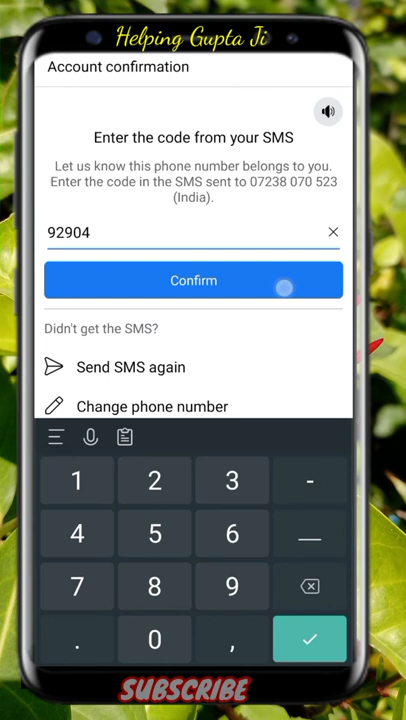 Helping Gupta Ji
Account confirmation
Enter the code from your SMS
Let us know this phone number belongs to you.
Enter the code in the SMS sent to 07238 070 523
(India).
92904
Confirm
Didn't get the SMS?
Send SMS again
Change phone number
1 2 3 -
4 5 6 _
7 8 9
. 0 ,
SUBSCRIBE